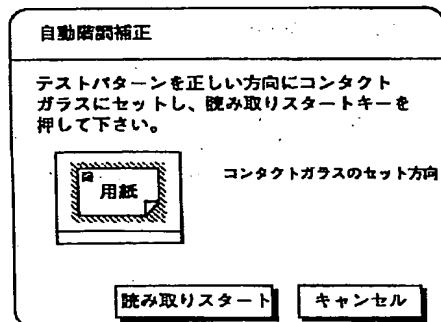 自動階調補正
テストパターンを正しい方向にコンタクト
ガラスにセットし、読み取りスタートキーを
押して下さい。
用紙
コンタクトガラスのセット方向
読み取りスタート
キャンセル